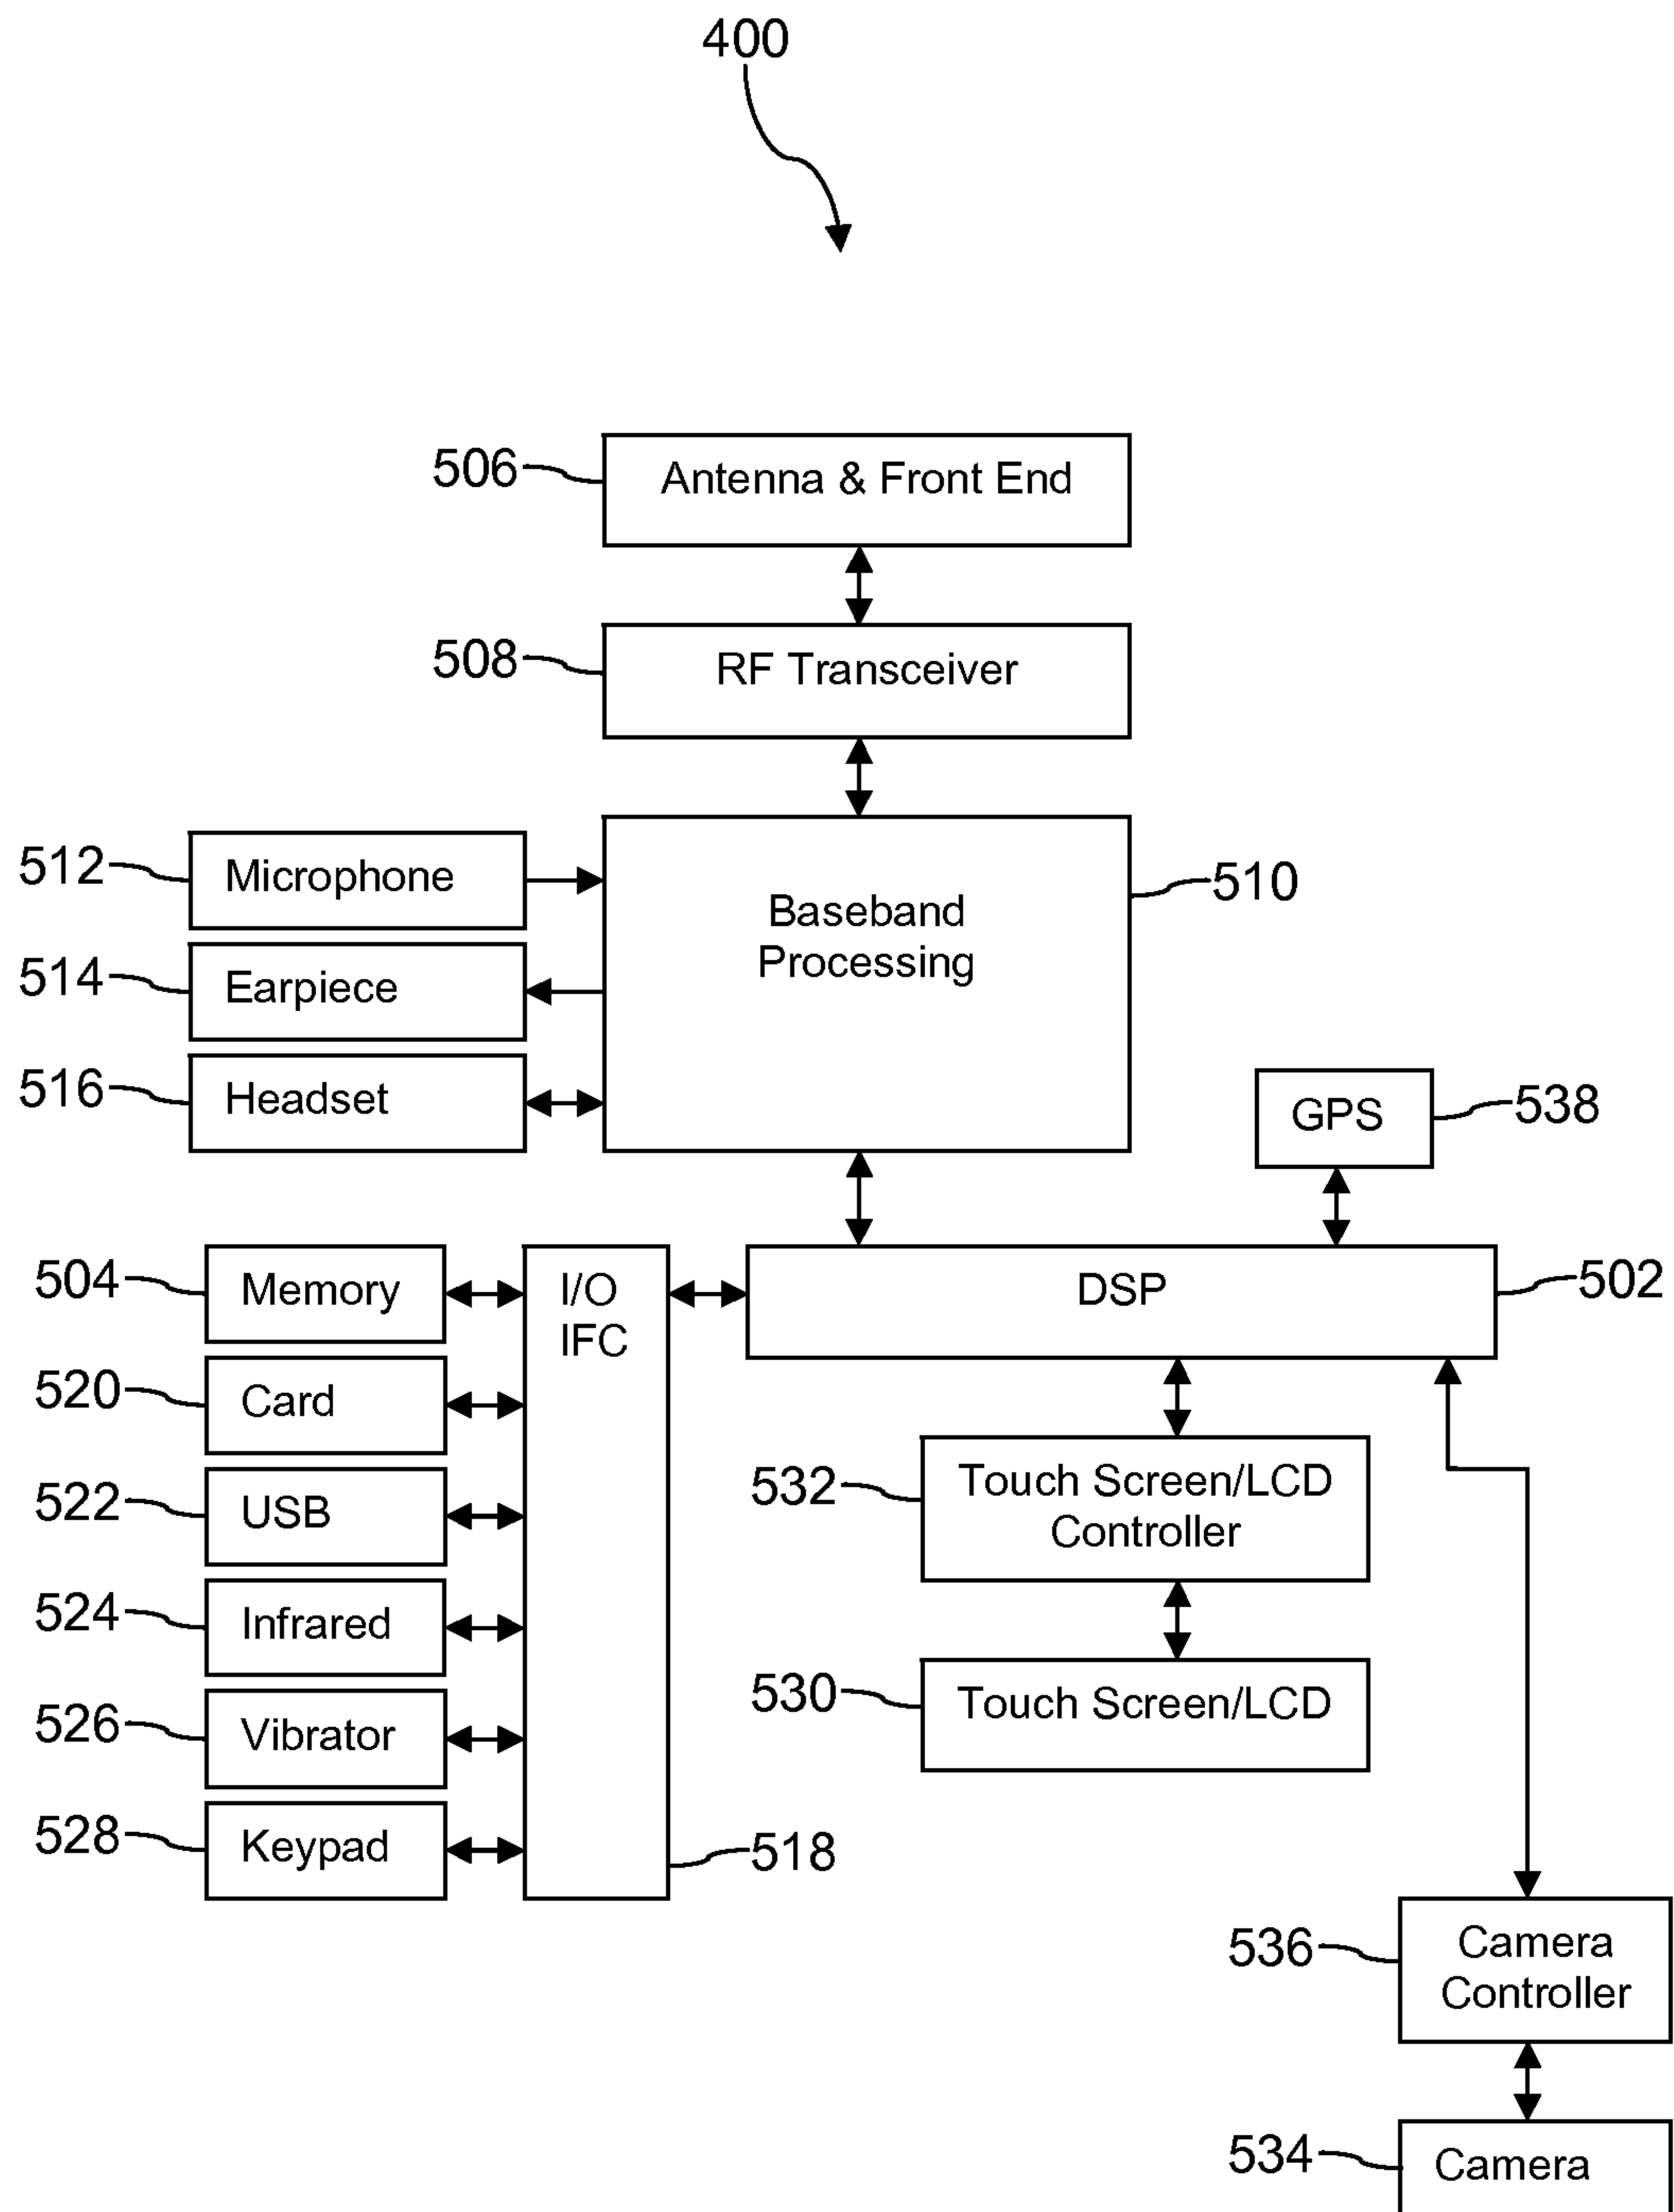 400
506
Antenna & Front End
508
RF Transceiver
512
Microphone
Baseband
Processing
510
514
Earpiece
516
Headset
GPS
538
504
Memory
I/O
IFC
DSP
502
520
Card
522
USB
532
Touch Screen/LCD
Controller
524
Infrared
526
Vibrator
530
Touch Screen/LCD
528
Keypad
518
536
Camera
Controller
534
Camera